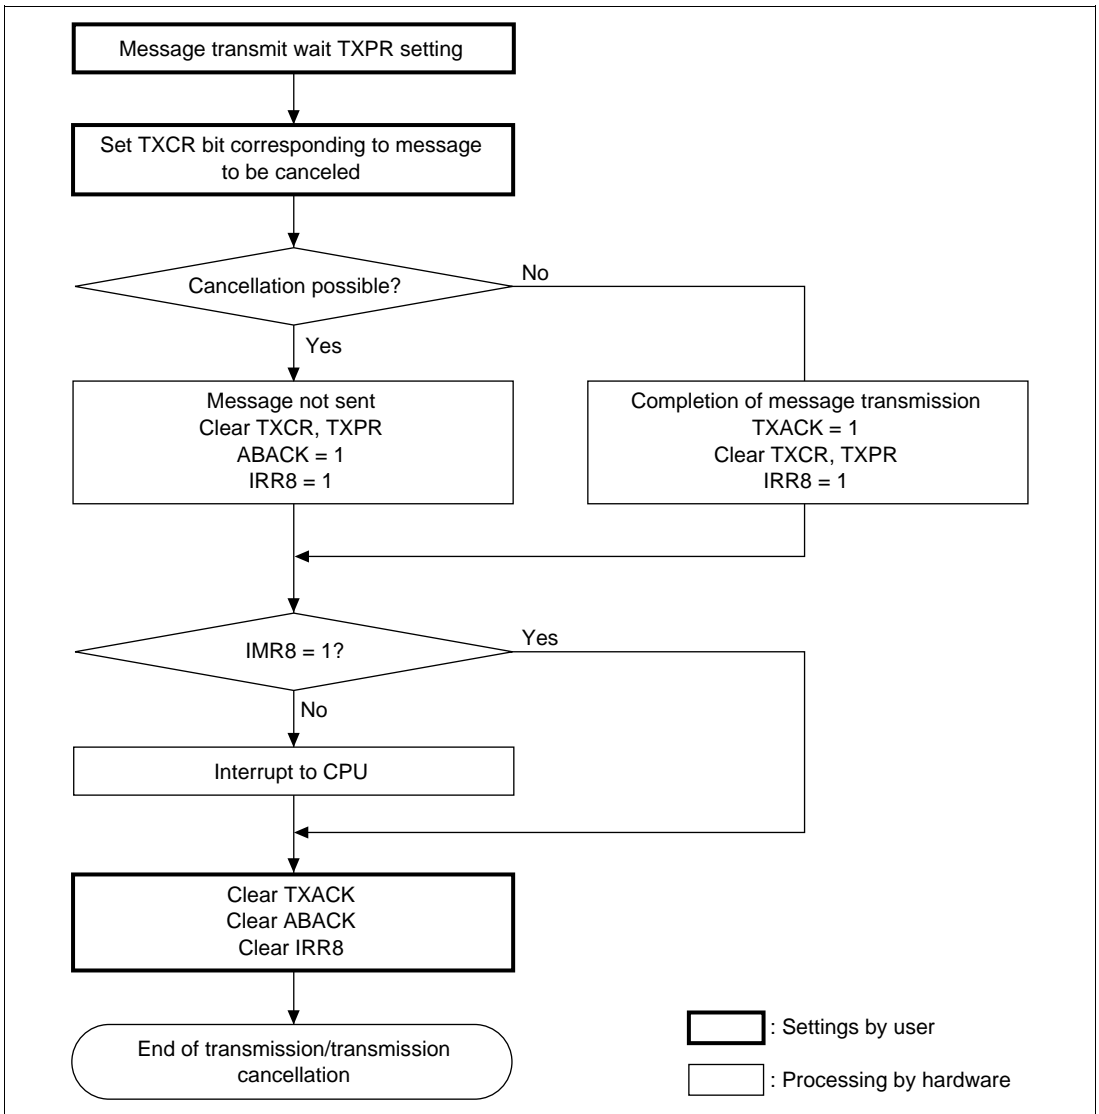 Message transmit wait TXPR setting
Set TXCR bit corresponding to message
to be canceled
Cancellation possible?
No
Yes
Message not sent
Clear TXCR, TXPR
ABACK = 1
IRR8 = 1
Completion of message transmission
TXACK = 1
Clear TXCR, TXPR
IRR8 = 1
IMR8 = 1?
Yes
No
Interrupt to CPU
Clear TXACK
Clear ABACK
Clear IRR8
End of transmission/transmission
cancellation
: Settings by user
: Processing by hardware